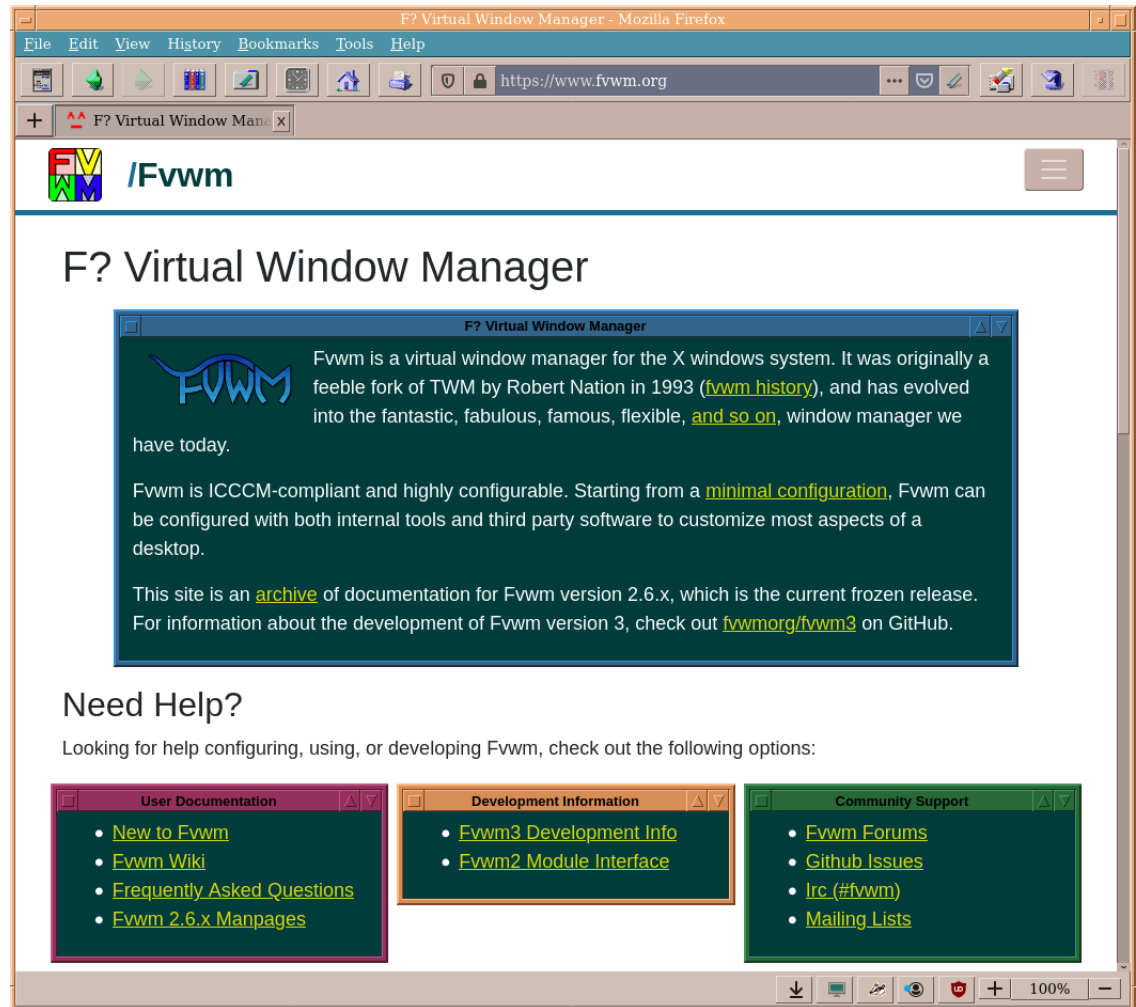 F? Virtual Window Manager - Mozilla Firefox
File Edit View History Bookmarks Tools Help
https://www.fvwm.org
F? Virtual Window Mana
FVWM
/Fvwm
F? Virtual Window Manager
F? Virtual Window Manager
FVWM
Fvwm is a virtual window manager for the X windows system. It was originally a
feeble fork of TWM by Robert Nation in 1993 (fvwm history), and has evolved
into the fantastic, fabulous, famous, flexible, and so on, window manager we
have today.
Fvwm is ICCCM-compliant and highly configurable. Starting from a minimal configuration, Fvwm can
be configured with both internal tools and third party software to customize most aspects of a
desktop.
This site is an archive of documentation for Fvwm version 2.6.x, which is the current frozen release.
For information about the development of Fvwm version 3, check out fvwmorg/fvwm3 on GitHub.
Need Help?
Looking for help configuring, using, or developing Fvwm, check out the following options:
User Documentation
New to Fvwm
Fvwm Wiki
Frequently Asked Questions
Fvwm 2.6.x Manpages
Development Information
Fvwm3 Development Info
Fvwm2 Module Interface
Community Support
Fvwm Forums
Github Issues
Irc (#fvwm)
Mailing Lists
100%